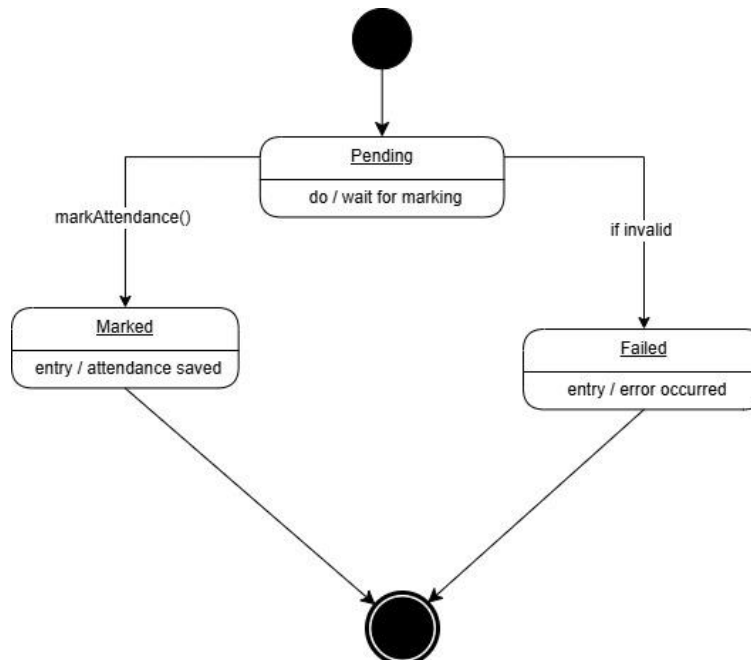 Pending
do / wait for marking
markAttendance()
if invalid
Marked
entry / attendance saved
Failed
entry / error occurred